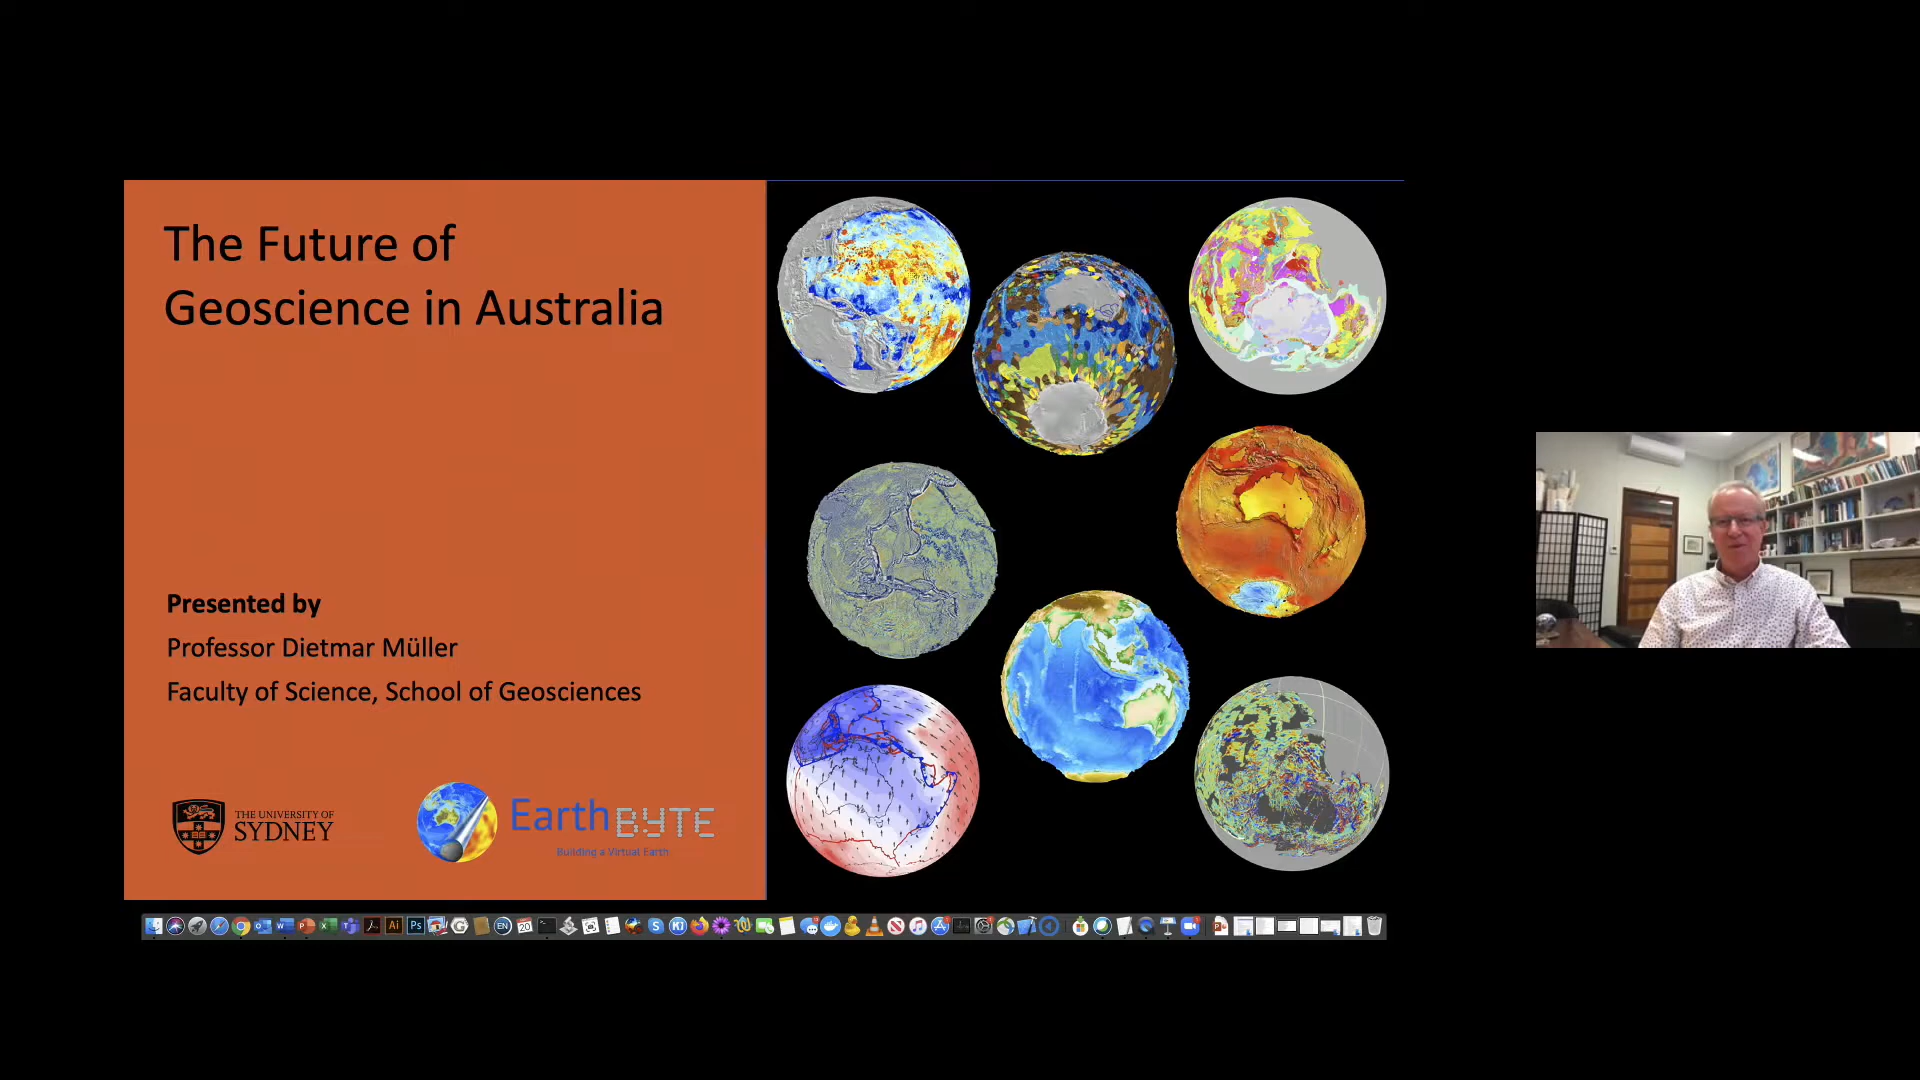 The Future of
Geoscience in Australia
Presented by
Professor Dietmar Müller
Faculty of Science, School of Geosciences
THE UNIVERSITY OF
SYDNEY
EarthBYTE
Building a Virtual Earth